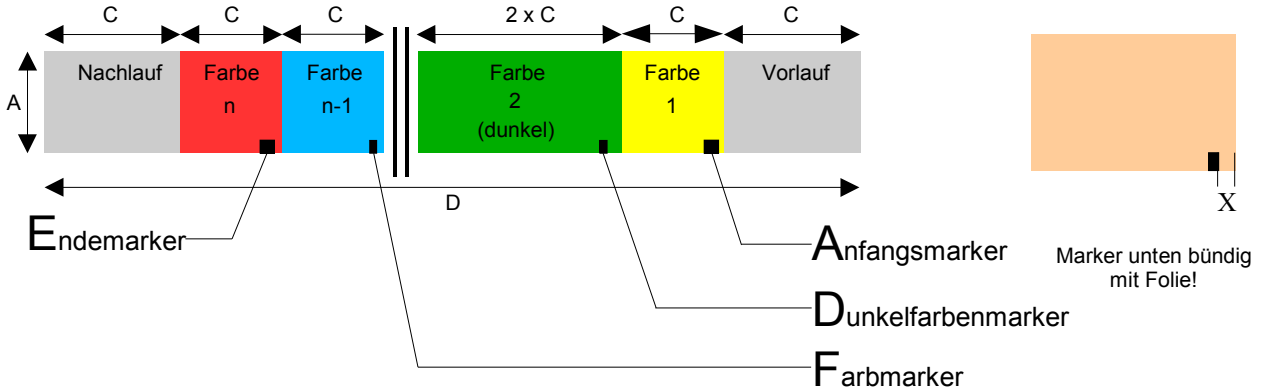 C C C 2 x C C C
A
Nachlauf
Farbe
n
Farbe
n-1
Farbe
2
(dunkel)
Farbe
1
Vorlauf
D
X
Endemarker
Anfangsmarker
Dunkelfarbenmarker
Farbmarker
Marker unten bündig
mit Folie!